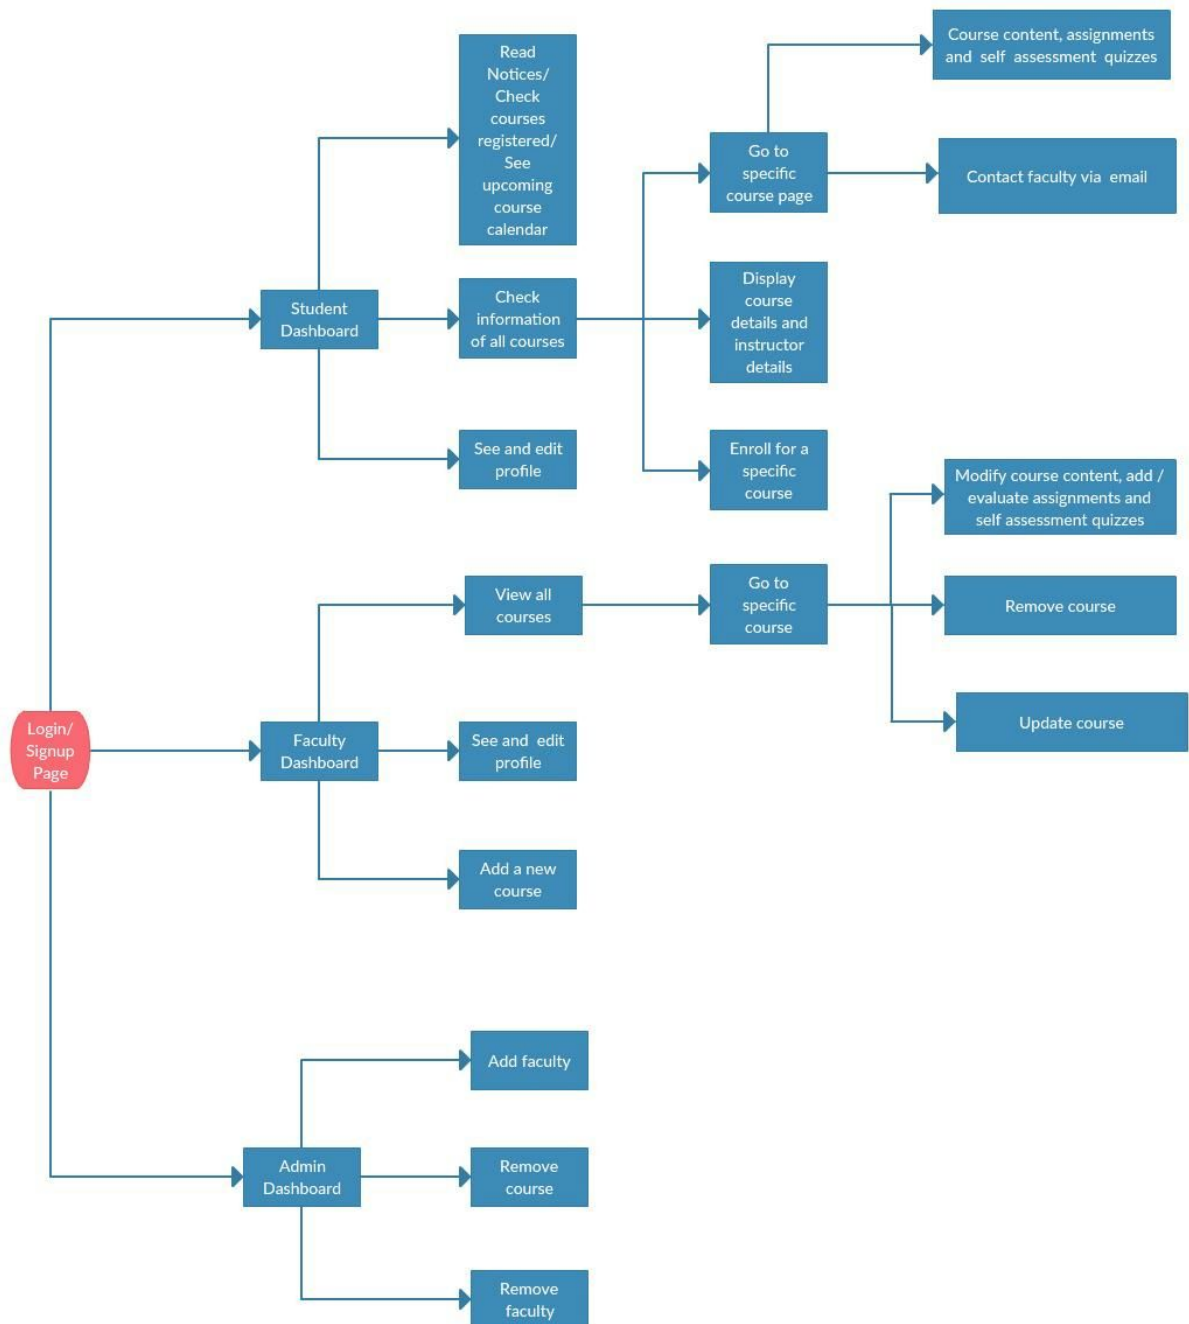 Read
Notices/
Check
courses
registered/
See
upcoming
course
calendar
Course content, assignments
and self assessment quizzes
Go to
specific
course page
Contact faculty via email
Student
Dashboard
Check
information
of all courses
Display
course
details and
instructor
details
See and edit
profile
Enroll for a
specific
course
Modify course content, add /
evaluate assignments and
self assessment quizzes
View all
courses
Go to
specific
course
Remove course
Update course
Login/
Signup
Page
Faculty
Dashboard
See and edit
profile
Add a new
course
Add faculty
Admin
Dashboard
Remove
course
Remove
faculty